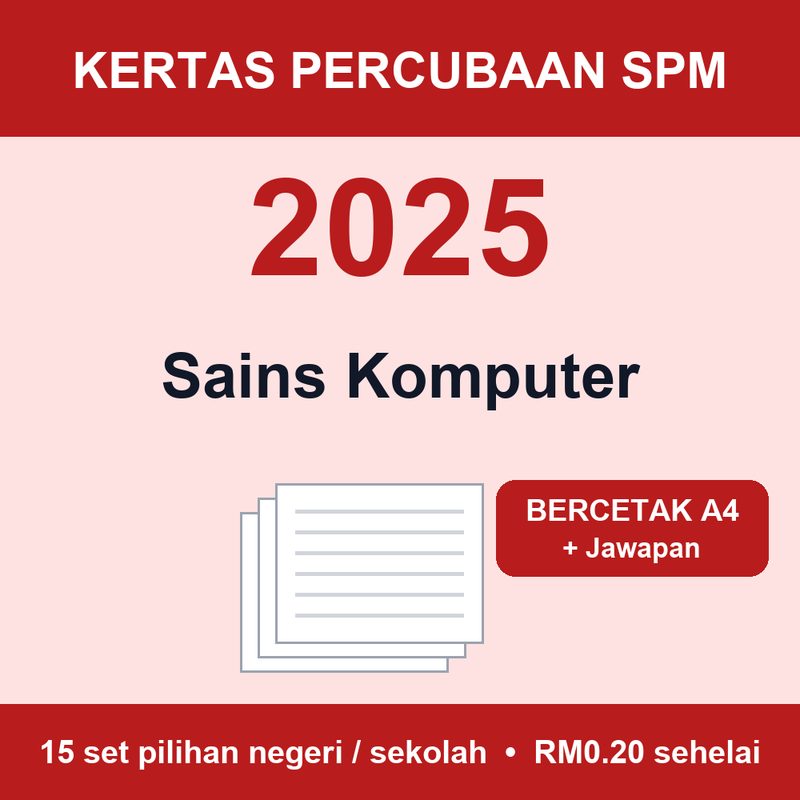 KERTAS PERCUBAAN SPM
2025
Sains Komputer
BERCETAK A4
+ Jawapan
15 set pilihan negeri / sekolah • RM0.20 sehelai